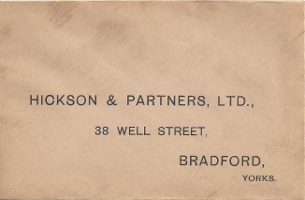 HICKSON & PARTNERS, LTD.,
38 WELL STREET,
BRADFORD,
YORKS.